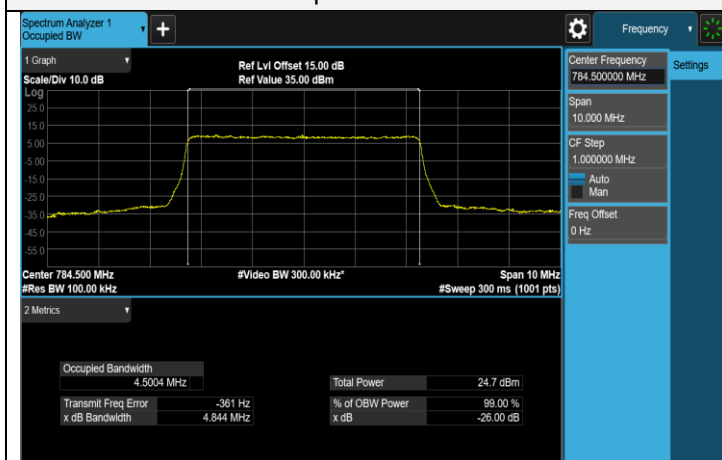 Spectrum Analyzer 1
Occupied BW
Frequency
1 Graph
Scale/Div 10.0 dB
Ref Lvl Offset 15.00 dB
Ref Value 35.00 dBm
Log
25.0
15.0
5.00
-5.00
-15.0
-25.0
-35.0
-45.0
-55.0
Center 784.500 MHz
#Video BW 300.00 kHz*
Span 10 MHz
#Res BW 100.00 kHz
#Sweep 300 ms (1001 pts)
2 Metrics
Occupied Bandwidth
4.5004 MHz
Total Power 24.7 dBm
Transmit Freq Error -361 Hz
% of OBW Power 99.00 %
x dB Bandwidth 4.844 MHz
x dB -26.00 dB
Center Frequency
784.500000 MHz
Settings
Span
10.000 MHz
CF Step
1.000000 MHz
Auto
Man
Freq Offset
0 Hz